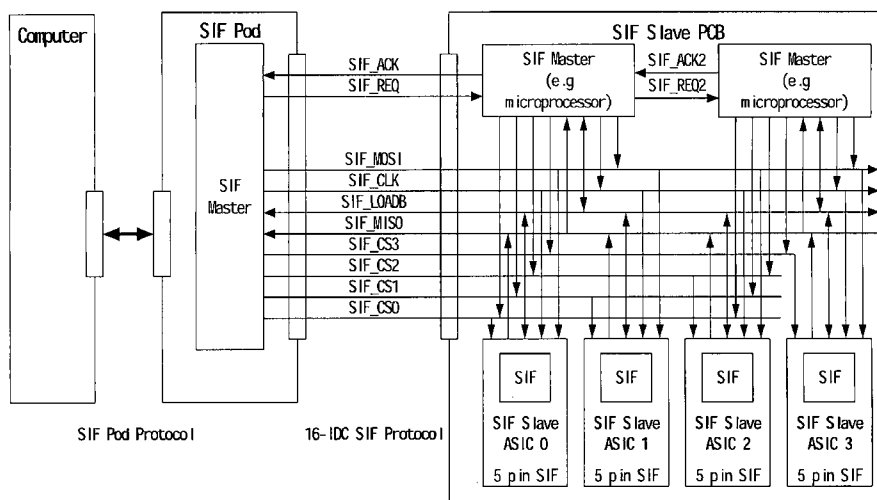 Computer
SIF Pod
SIF Slave PCB
SIF Master
(e.g
microprocessor)
SIF_ACK2
SIF_REQ2
SIF Master
(e.g
microprocessor)
SIF_ACK
SIF_REQ
SIF
Master
SIF_MOSI
SIF_CLK
SIF_LOADB
SIF_MISO
SIF_CS3
SIF_CS2
SIF_CS1
SIF_CS0
SIF
SIF
SIF
SIF
SIF Slave
ASIC 0
SIF Slave
ASIC 1
SIF Slave
ASIC 2
SIF Slave
ASIC 3
5 pin SIF
5 pin SIF
5 pin SIF
5 pin SIF
SIF Pod Protocol
16-IDC SIF Protocol